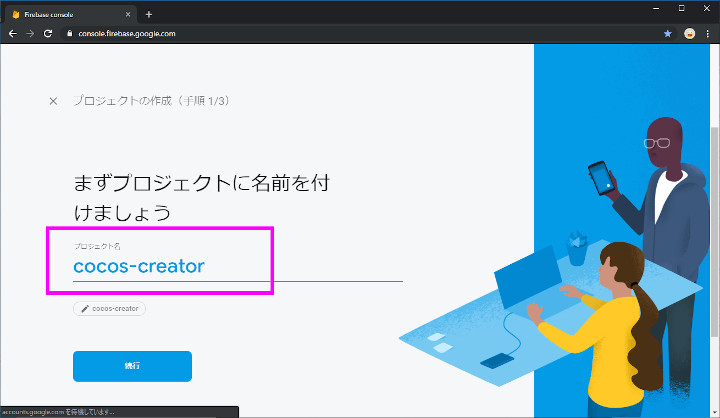 Firebase console
console.firebase.google.com
プロジェクトの作成（手順 1/3）
まずプロジェクトに名前を付
けましょう
プロジェクト名
cocos-creator
cocos-creator
続行
accounts.google.com を待機しています...